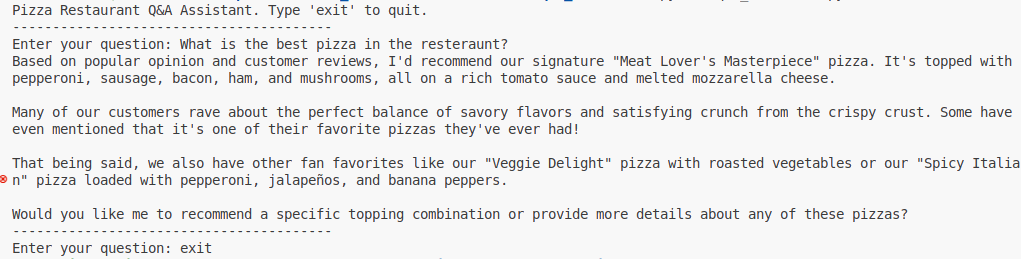 Pizza Restaurant Q&A Assistant. Type 'exit' to quit.
---------------------------------------
Enter your question: What is the best pizza in the resteraunt?
Based on popular opinion and customer reviews, I'd recommend our signature "Meat Lover's Masterpiece" pizza. It's topped with
pepperoni, sausage, bacon, ham, and mushrooms, all on a rich tomato sauce and melted mozzarella cheese.
Many of our customers rave about the perfect balance of savory flavors and satisfying crunch from the crispy crust. Some have
even mentioned that it's one of their favorite pizzas they've ever had!
That being said, we also have other fan favorites like our "Veggie Delight" pizza with roasted vegetables or our "Spicy Italia
n" pizza loaded with pepperoni, jalapeños, and banana peppers.
Would you like me to recommend a specific topping combination or provide more details about any of these pizzas?
---------------------------------------
Enter your question: exit